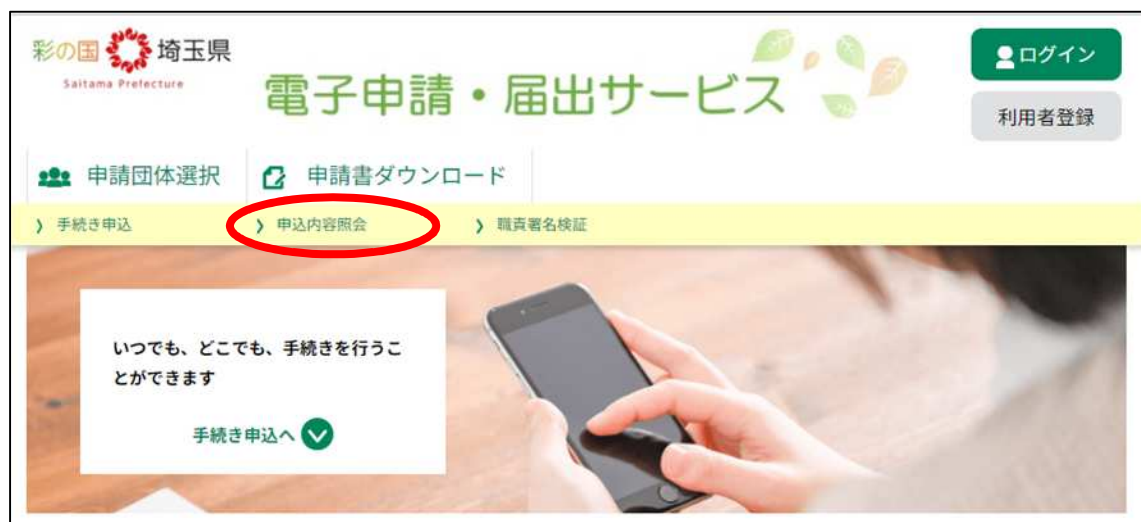 彩の国 埼玉県
Saitama Prefecture
電子申請・届出サービス
ログイン
利用者登録
申請団体選択
申請書ダウンロード
手続き申込
申込内容照会
職責署名検証
いつでも、どこでも、手続きを行うこ
とができます
手続き申込へ